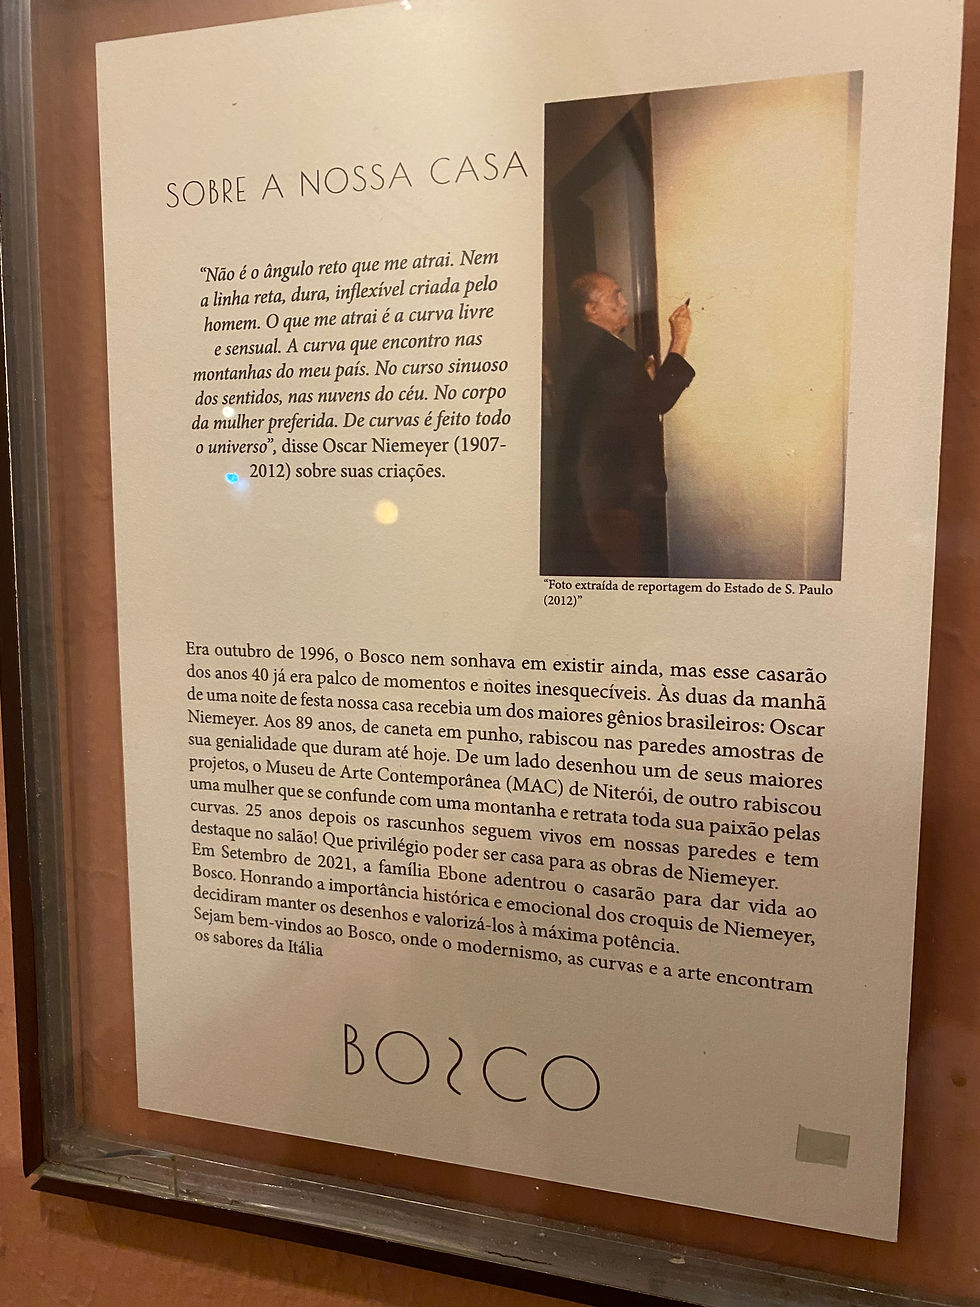 SOBRE A NOSSA CASA
“Não é o ângulo reto que me atrai. Nem
a linha reta, dura, inflexível criada pelo
homem. O que me atrai é a curva livre
e sensual. A curva que encontro nas
montanhas do meu país. No curso sinuoso
dos sentidos, nas nuvens do céu. No corpo
da mulher preferida. De curvas é feito todo
o universo”, disse Oscar Niemeyer (1907-
2012) sobre suas criações.
“Foto extraída de reportagem do Estado de S. Paulo
(2012)”
Era outubro de 1996, o Bosco nem sonhava em existir ainda, mas esse casarão
dos anos 40 já era palco de momentos e noites inesquecíveis. Às duas da manhã
de uma noite de festa nossa casa recebia um dos maiores gênios brasileiros: Oscar
Niemeyer. Aos 89 anos, de caneta em punho, rabiscou nas paredes amostras de
sua genialidade que duram até hoje. De um lado desenhou um de seus maiores
projetos, o Museu de Arte Contemporânea (MAC) de Niterói, de outro rabiscou
uma mulher que se confunde com uma montanha e retrata toda sua paixão pelas
curvas. 25 anos depois os rascunhos seguem vivos em nossas paredes e tem
destaque no salão! Que privilégio poder ser casa para as obras de Niemeyer.
Em Setembro de 2021, a família Ebone adentrou o casarão para dar vida ao
Bosco. Honrando a importância histórica e emocional dos croquis de Niemeyer,
decidiram manter os desenhos e valorizá-los à máxima potência.
Sejam bem-vindos ao Bosco, onde o modernismo, as curvas e a arte encontram
os sabores da Itália
BOSCO